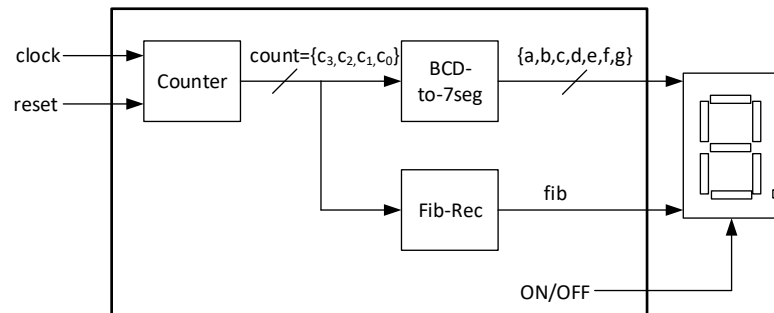 clock
reset
Counter
count={c₃,c₂,c₁,c₀}
BCD-
to-7seg
{a,b,c,d,e,f,g}
Fib-Rec
fib
ON/OFF